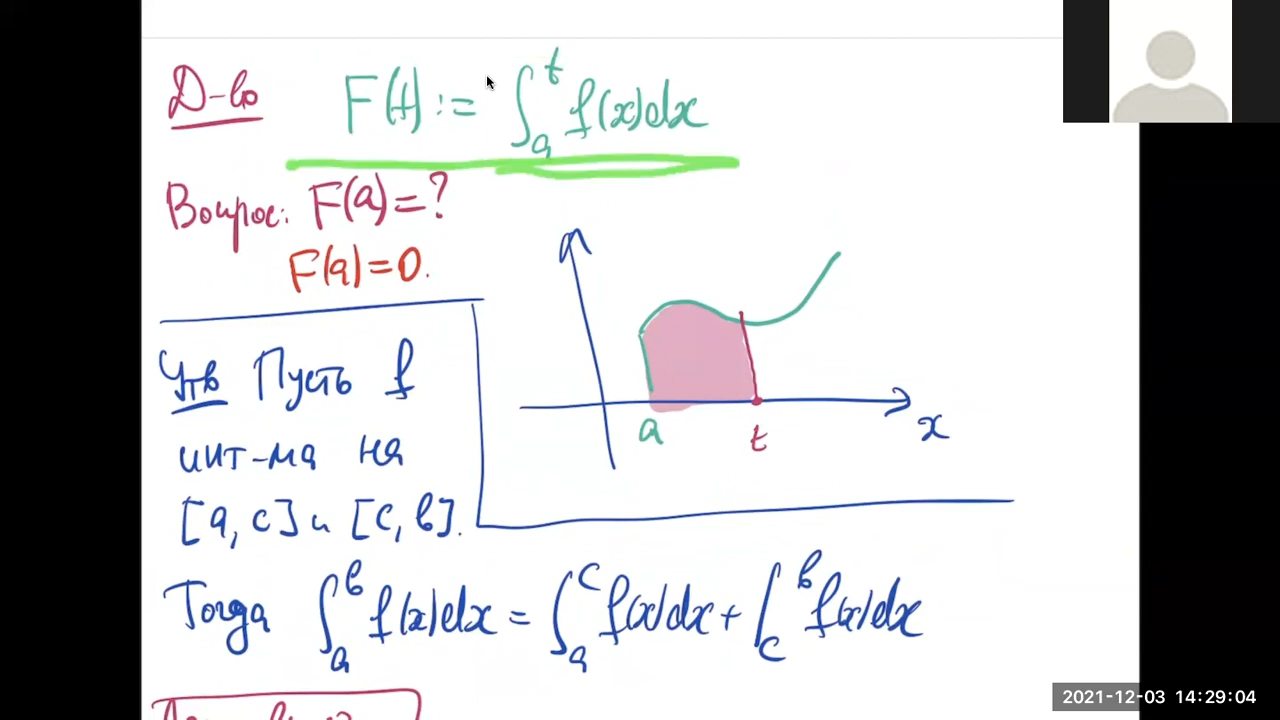 Д-во F(t) := ∫_a^t f(x)dx
Вопрос: F(a)=?
F(a)=0.
a t x
Утв Пусть f
инт-ма на
[a, c] и [c, b].
Тогда ∫_a^b f(x)dx = ∫_a^c f(x)dx + ∫_c^b f(x)dx
2021-12-03 14:29:04